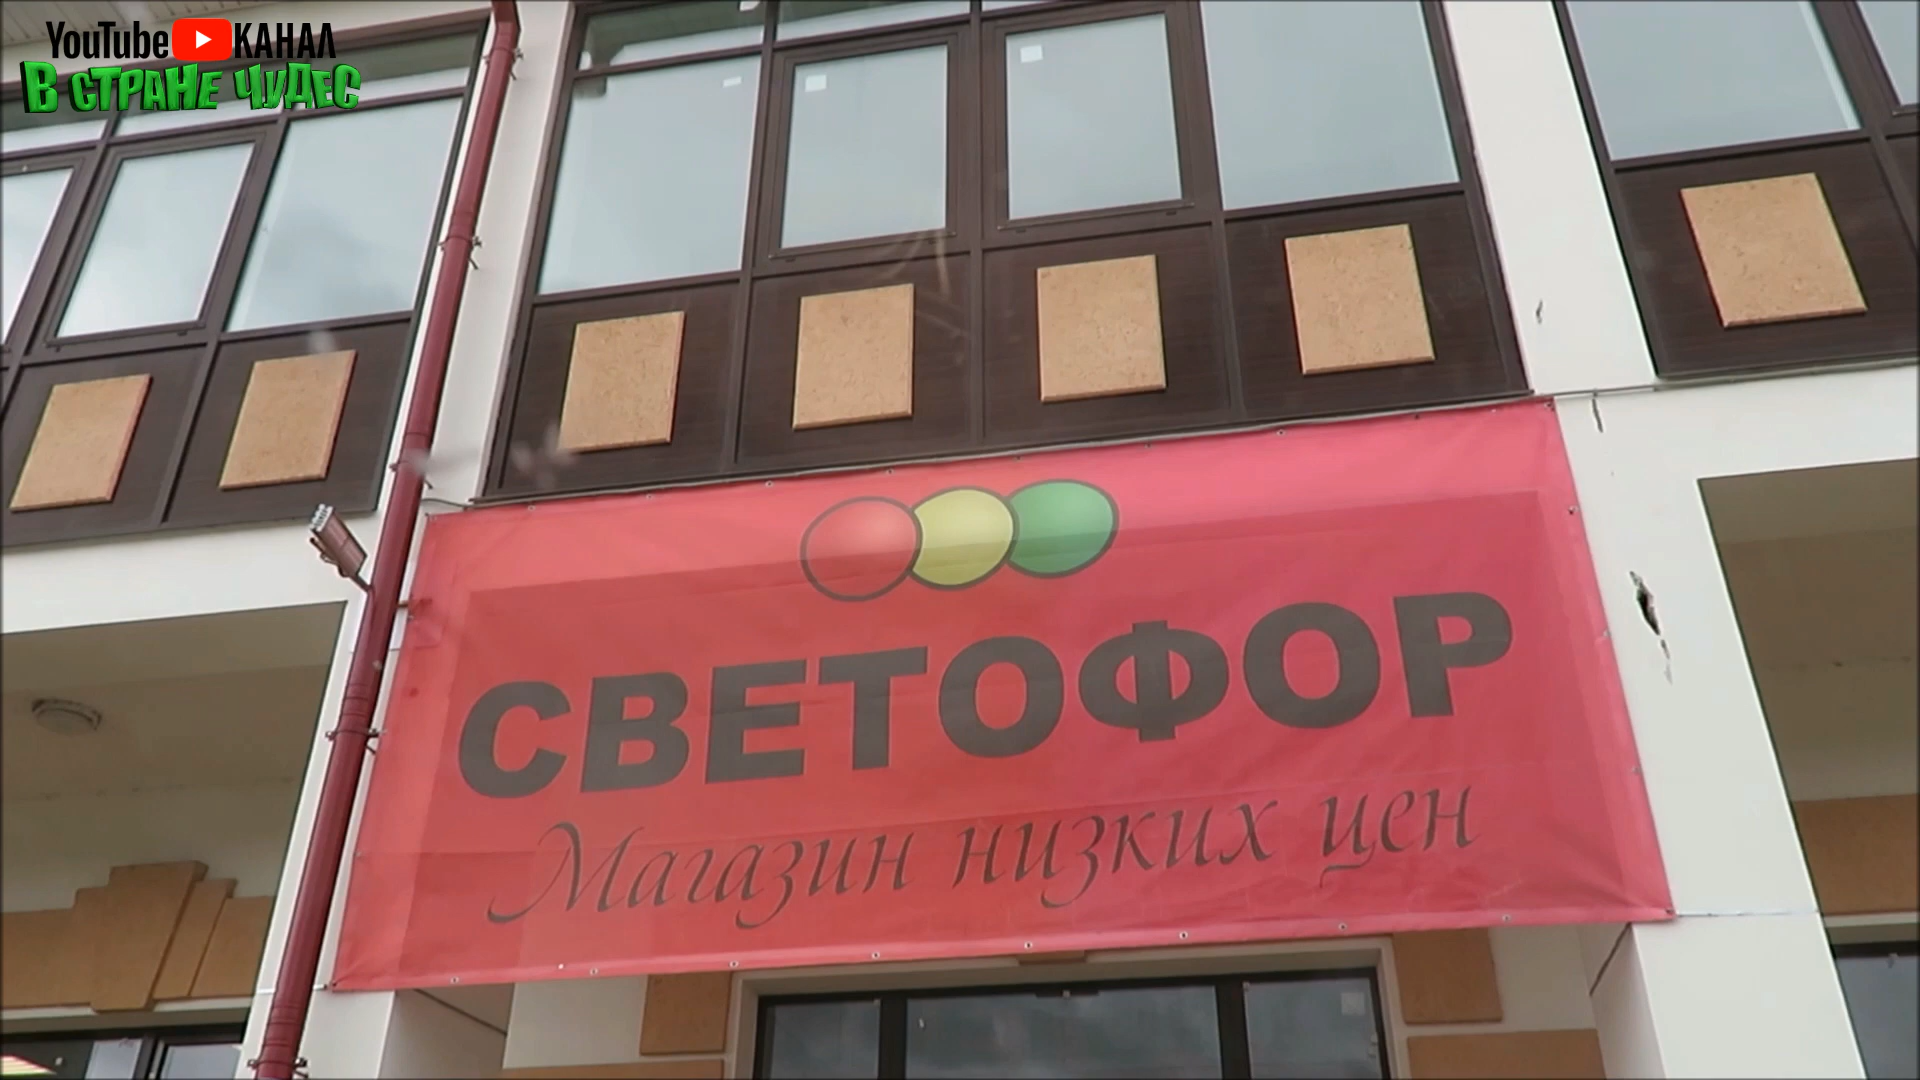 YouTube КАНАЛ
В СТРАНЕ ЧУДЕС
СВЕТОФОР
Магазин низких цен